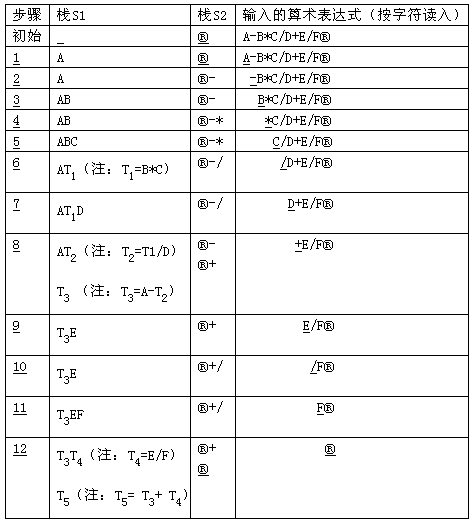 步骤 栈S1 栈S2 输入的算术表达式（按字符读入）
初始 _ ® A-B*C/D+E/F®
1 A ® A-B*C/D+E/F®
2 A ®- -B*C/D+E/F®
3 AB ®- B*C/D+E/F®
4 AB ®-* *C/D+E/F®
5 ABC ®-* C/D+E/F®
6 AT1（注：T1=B*C） ®-/ /D+E/F®
7 AT1D ®-/ D+E/F®
8 AT2（注：T2=T1/D） ®- +E/F®
T3 （注：T3=A-T2） ®+
9 T3E ®+ E/F®
10 T3E ®+/ /F®
11 T3EF ®+/ F®
12 T3T4（注：T4=E/F） ®+ ®
T5（注：T5= T3+ T4） ®